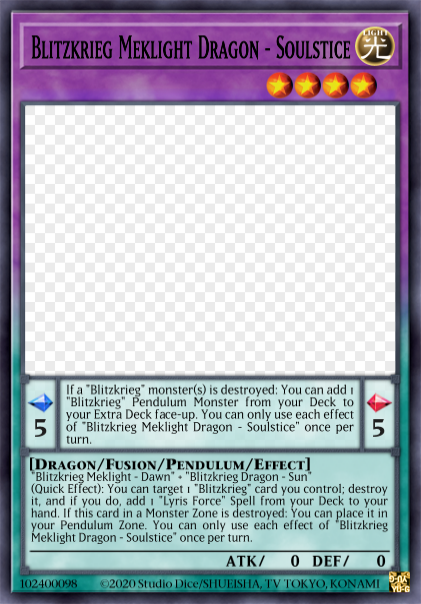 Blitzkrieg Meklight Dragon - Soulstice
LIGHT
光
If a "Blitzkrieg" monster(s) is destroyed: You can add 1
"Blitzkrieg" Pendulum Monster from your Deck to
your Extra Deck face-up. You can only use each effect
of "Blitzkrieg Meklight Dragon - Soulstice" once per
turn.
5
5
[Dragon/Fusion/Pendulum/Effect]
"Blitzkrieg Meklight - Dawn" + "Blitzkrieg Dragon - Sun"
(Quick Effect): You can target 1 "Blitzkrieg" card you control; destroy
it, and if you do, add 1 "Lyris Force" Spell from your Deck to your
hand. If this card in a Monster Zone is destroyed: You can place it in
your Pendulum Zone. You can only use each effect of "Blitzkrieg
Meklight Dragon - Soulstice" once per turn.
ATK/ 0 DEF/ 0
102400098 ©2020 Studio Dice/SHUEISHA, TV TOKYO, KONAMI